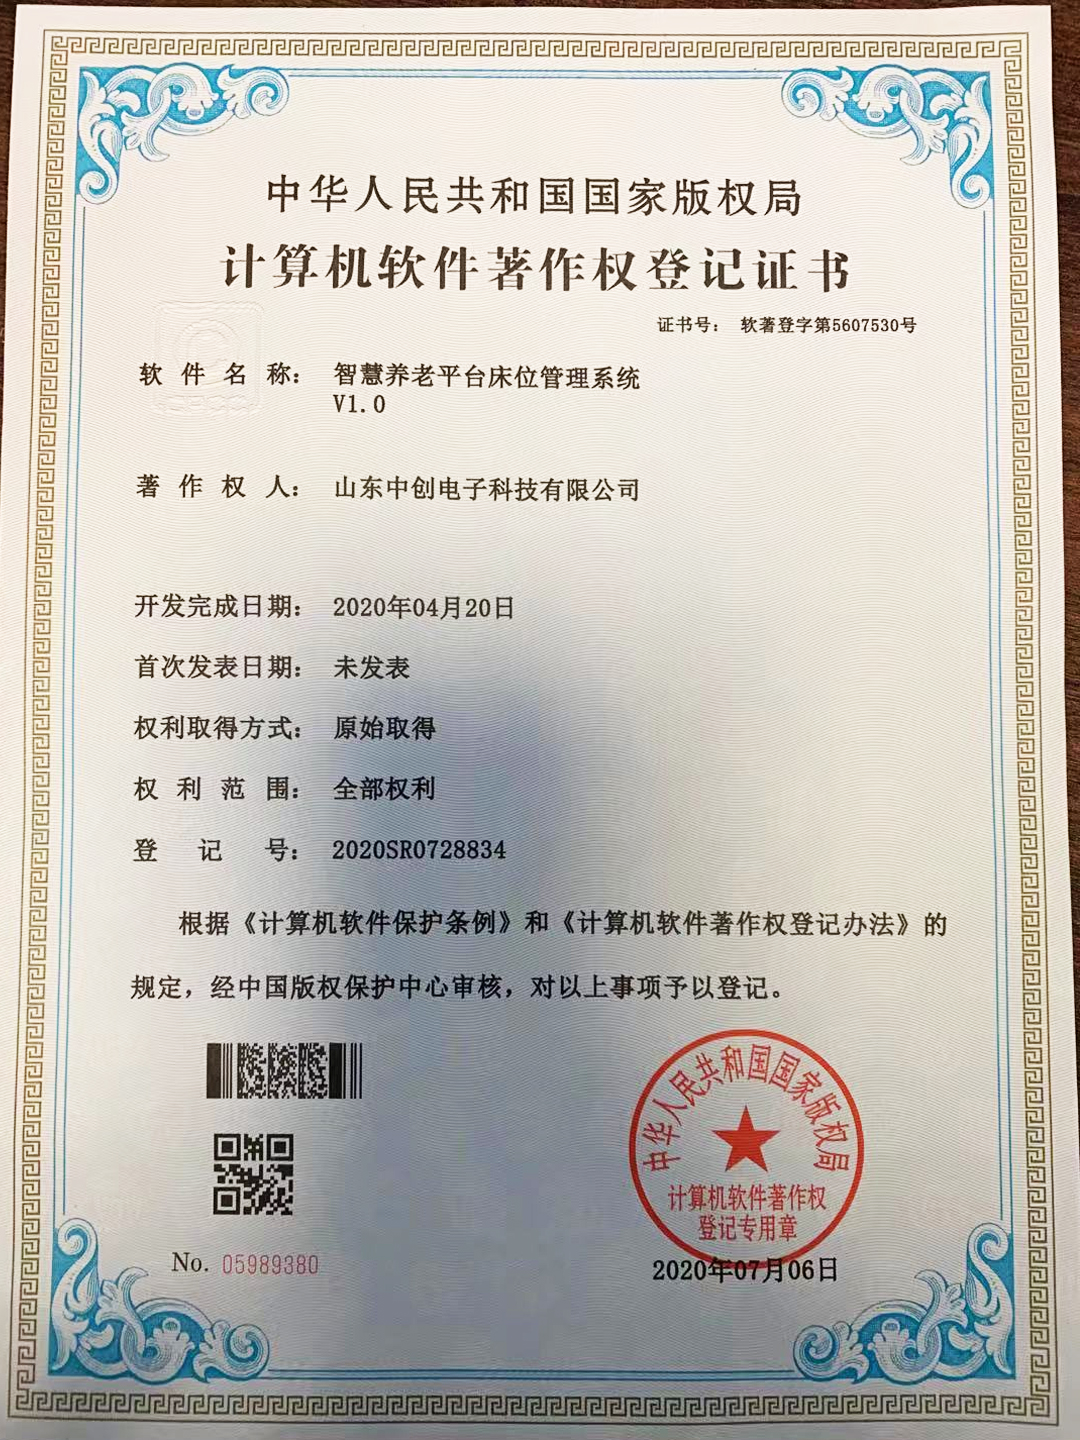 中华人民共和国国家版权局
计算机软件著作权登记证书
证书号： 软著登字第5607530号
软件名称： 智慧养老平台床位管理系统
V1.0
著作权人： 山东中创电子科技有限公司
开发完成日期： 2020年04月20日
首次发表日期： 未发表
权利取得方式： 原始取得
权利范围： 全部权利
登记号： 2020SR0728834
根据《计算机软件保护条例》和《计算机软件著作权登记办法》的
规定，经中国版权保护中心审核，对以上事项予以登记。
中华人民共和国国家版权局
计算机软件著作权
登记专用章
No. 05989380
2020年07月06日